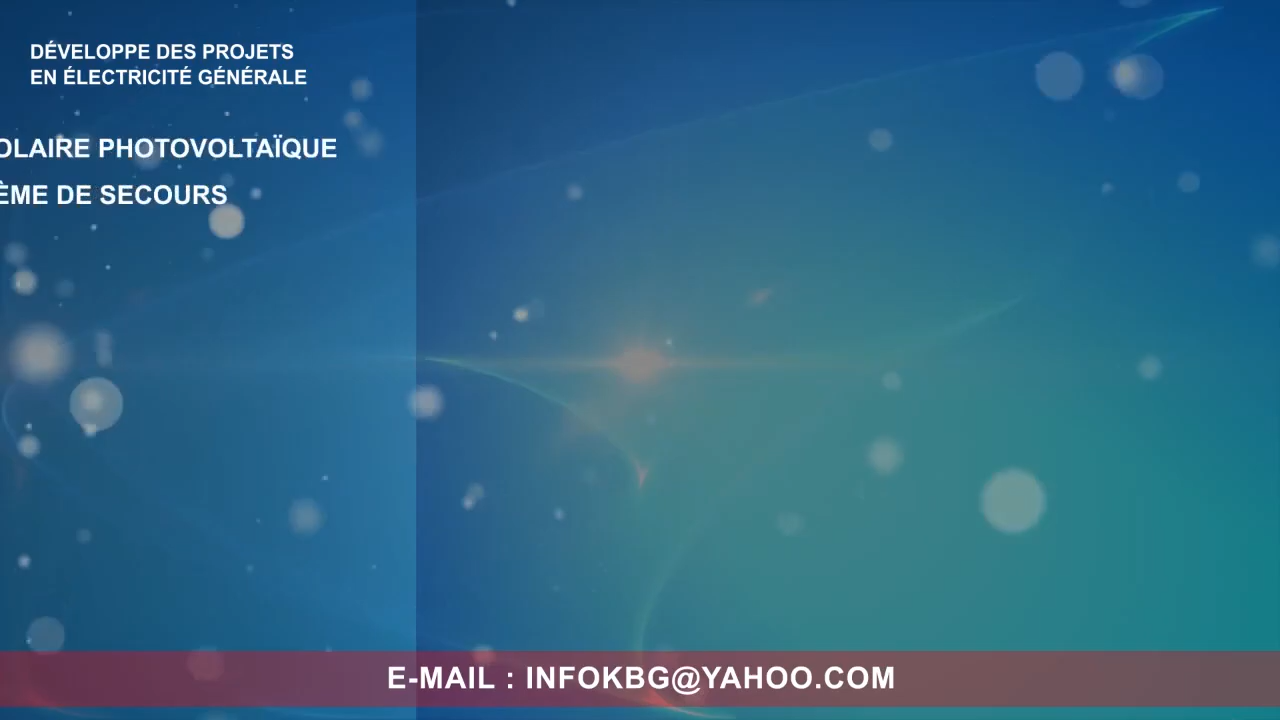 DÉVELOPPE DES PROJETS
EN ÉLECTRICITÉ GÉNÉRALE
OLAIRE PHOTOVOLTAÏQUE
ÈME DE SECOURS
E-MAIL : INFOKBG@YAHOO.COM